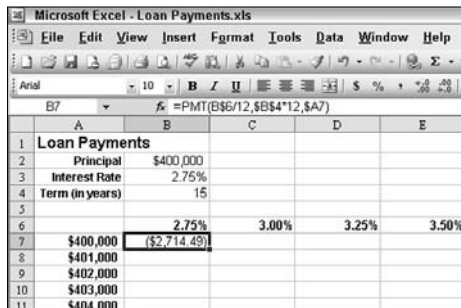 Microsoft Excel - Loan Payments.xls
File Edit View Insert Format Tools Data Window Help
Arial 10 B I U $ % ,
B7 fx =PMT(B$6/12,$B$4*12,$A7)
A B C D E
1 Loan Payments
2 Principal $400,000
3 Interest Rate 2.75%
4 Term (in years) 15
5
6 2.75% 3.00% 3.25% 3.50%
7 $400,000 ($2,714.49)
8 $401,000
9 $402,000
10 $403,000
11 $404,000